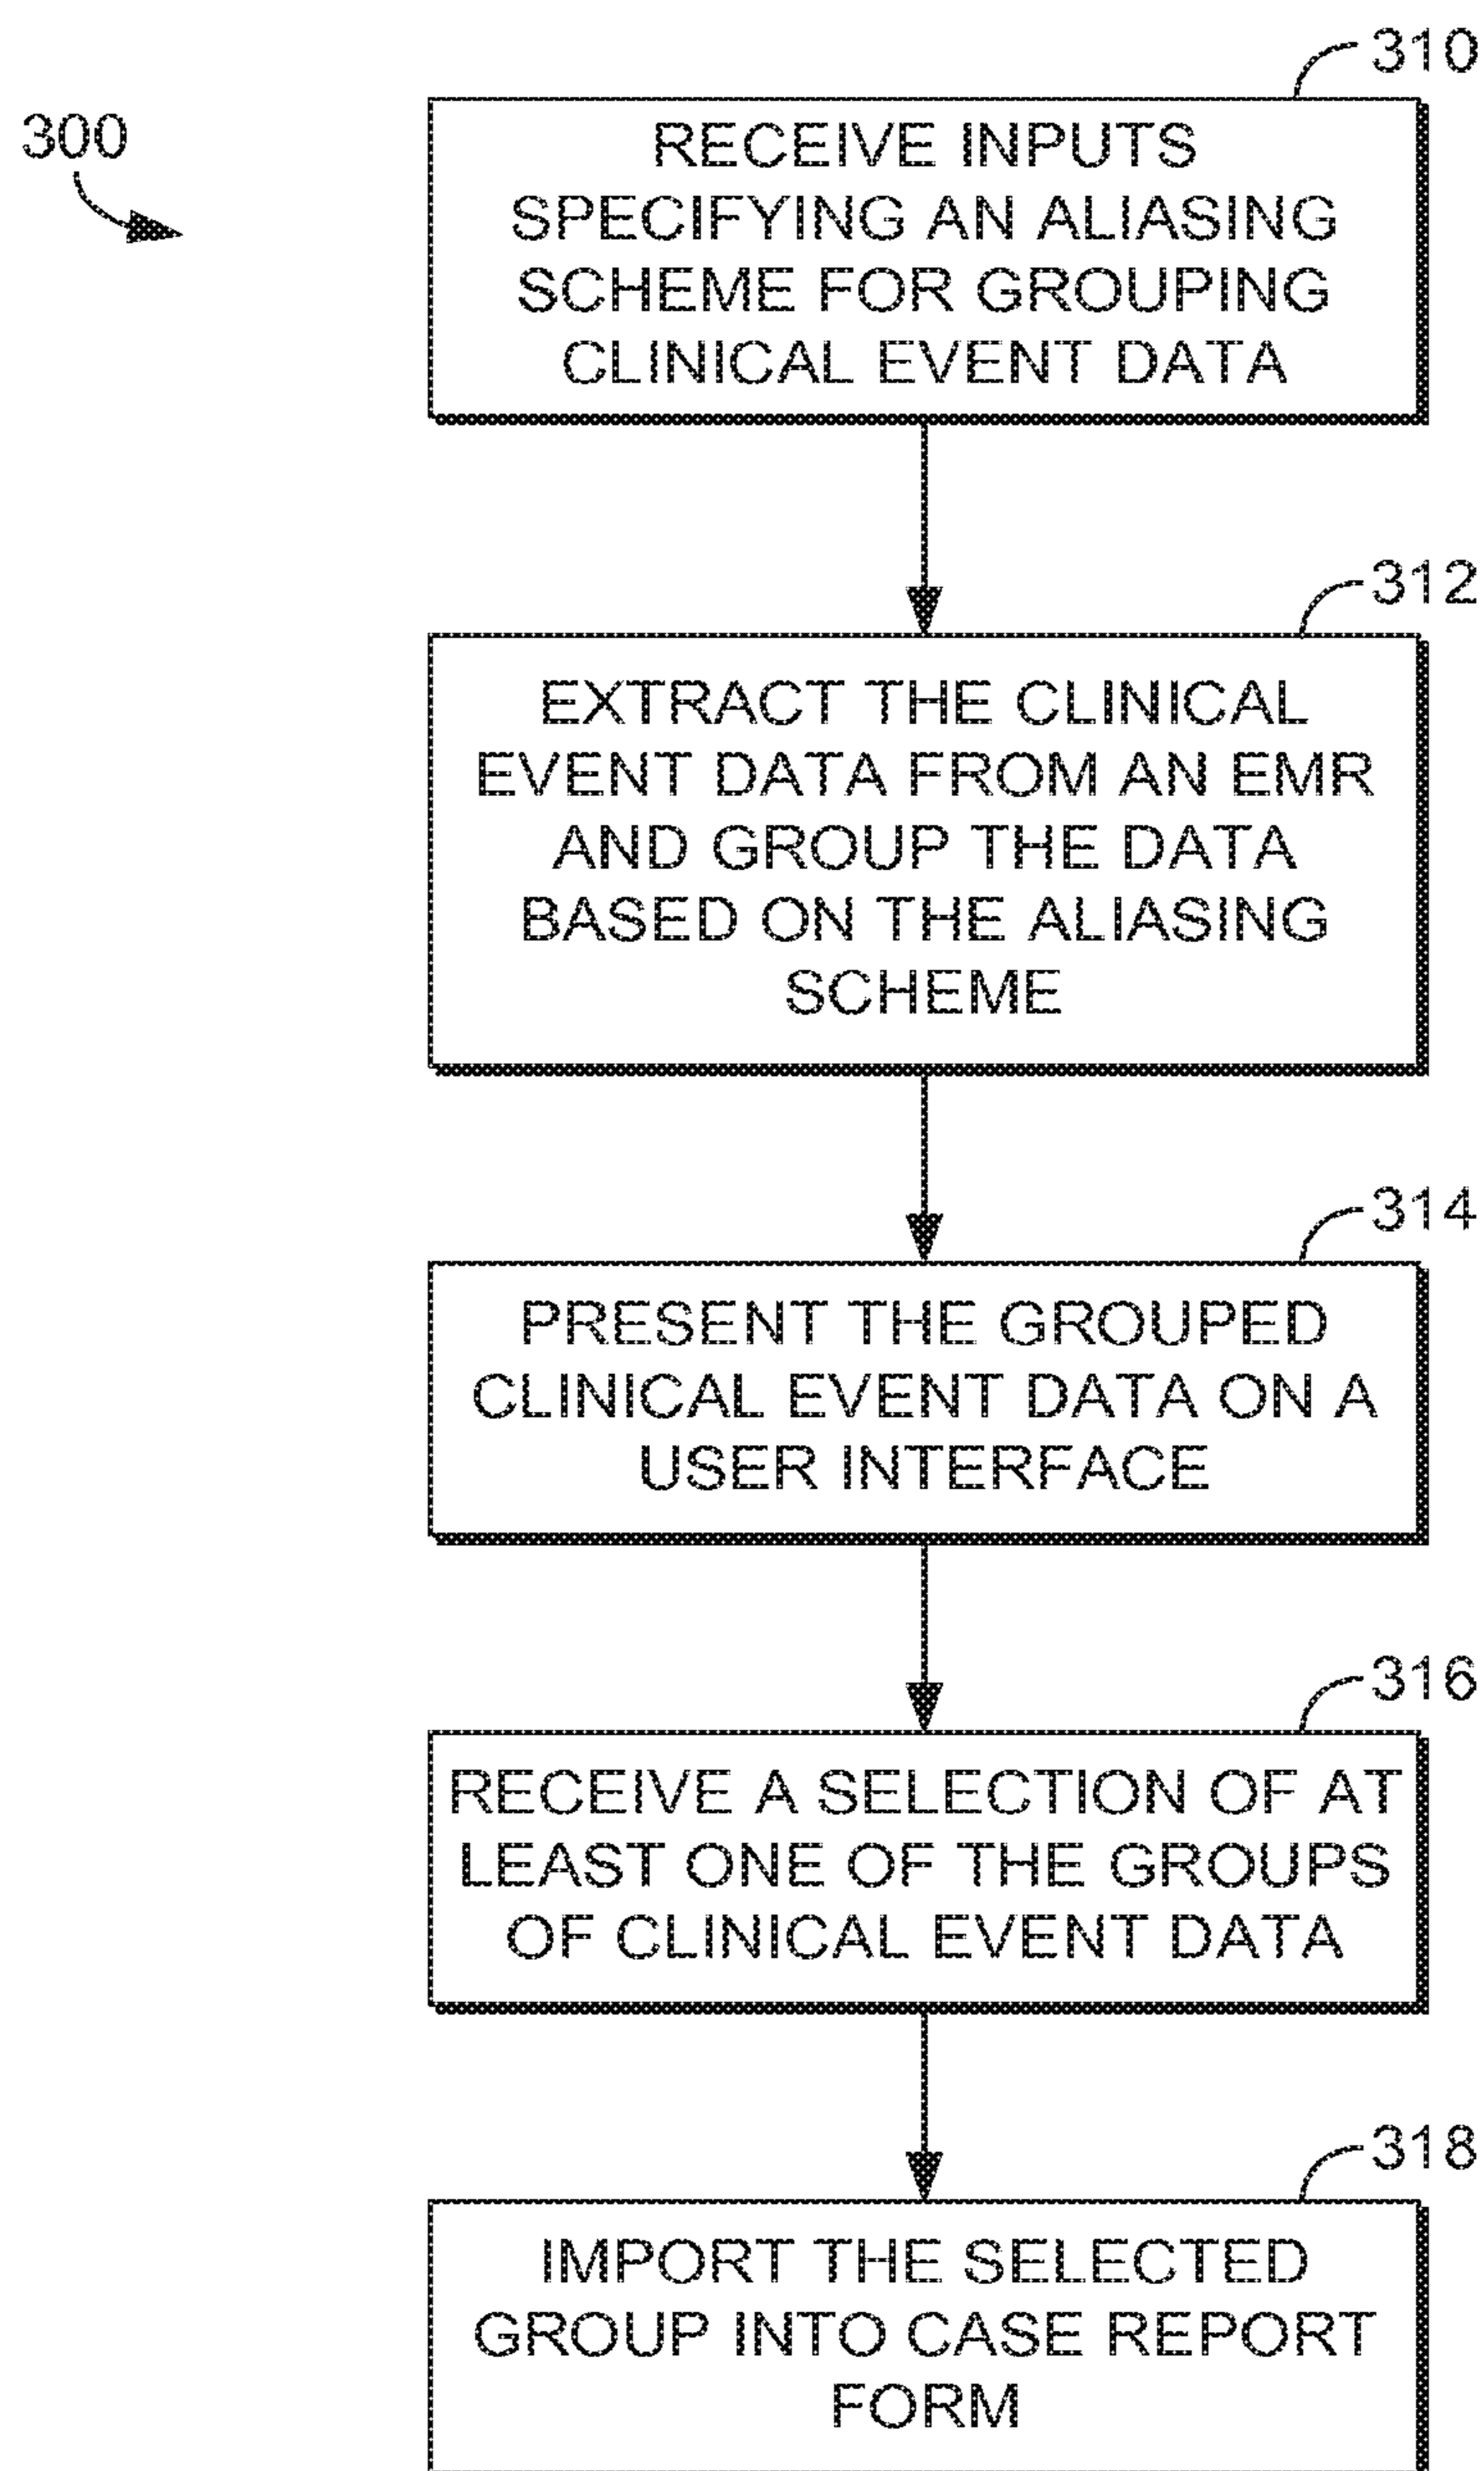 300
310
RECEIVE INPUTS
SPECIFYING AN ALIASING
SCHEME FOR GROUPING
CLINICAL EVENT DATA
312
EXTRACT THE CLINICAL
EVENT DATA FROM AN EMR
AND GROUP THE DATA
BASED ON THE ALIASING
SCHEME
314
PRESENT THE GROUPED
CLINICAL EVENT DATA ON A
USER INTERFACE
316
RECEIVE A SELECTION OF AT
LEAST ONE OF THE GROUPS
OF CLINICAL EVENT DATA
318
IMPORT THE SELECTED
GROUP INTO CASE REPORT
FORM